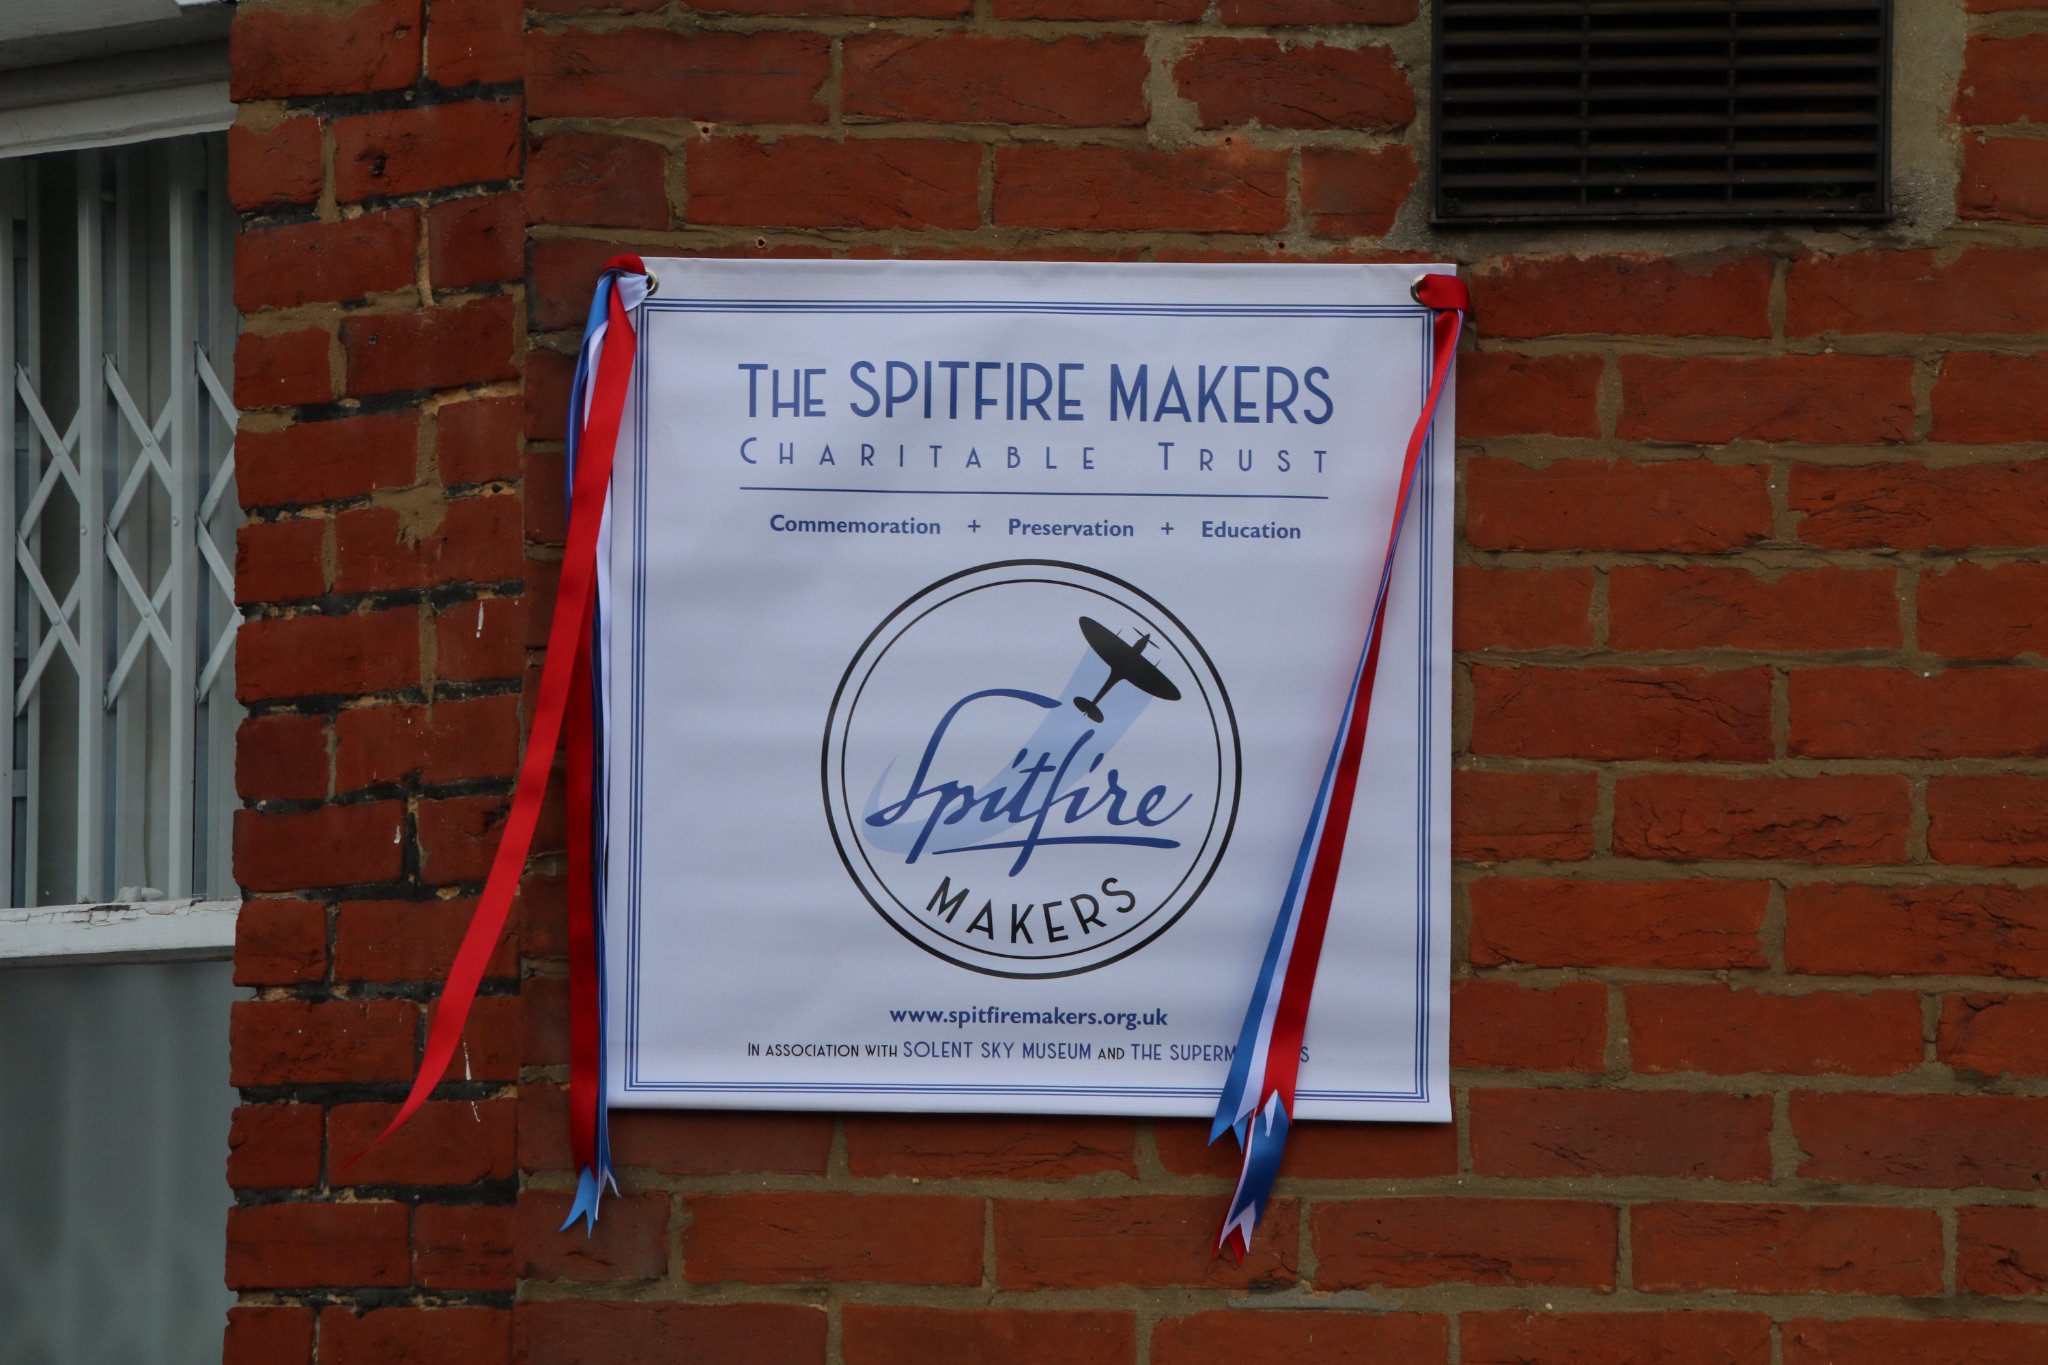 THE SPITFIRE MAKERS
CHARITABLE TRUST
Commemoration + Preservation + Education
Spitfire
MAKERS
www.spitfiremakers.org.uk
IN ASSOCIATION WITH SOLENT SKY MUSEUM AND THE